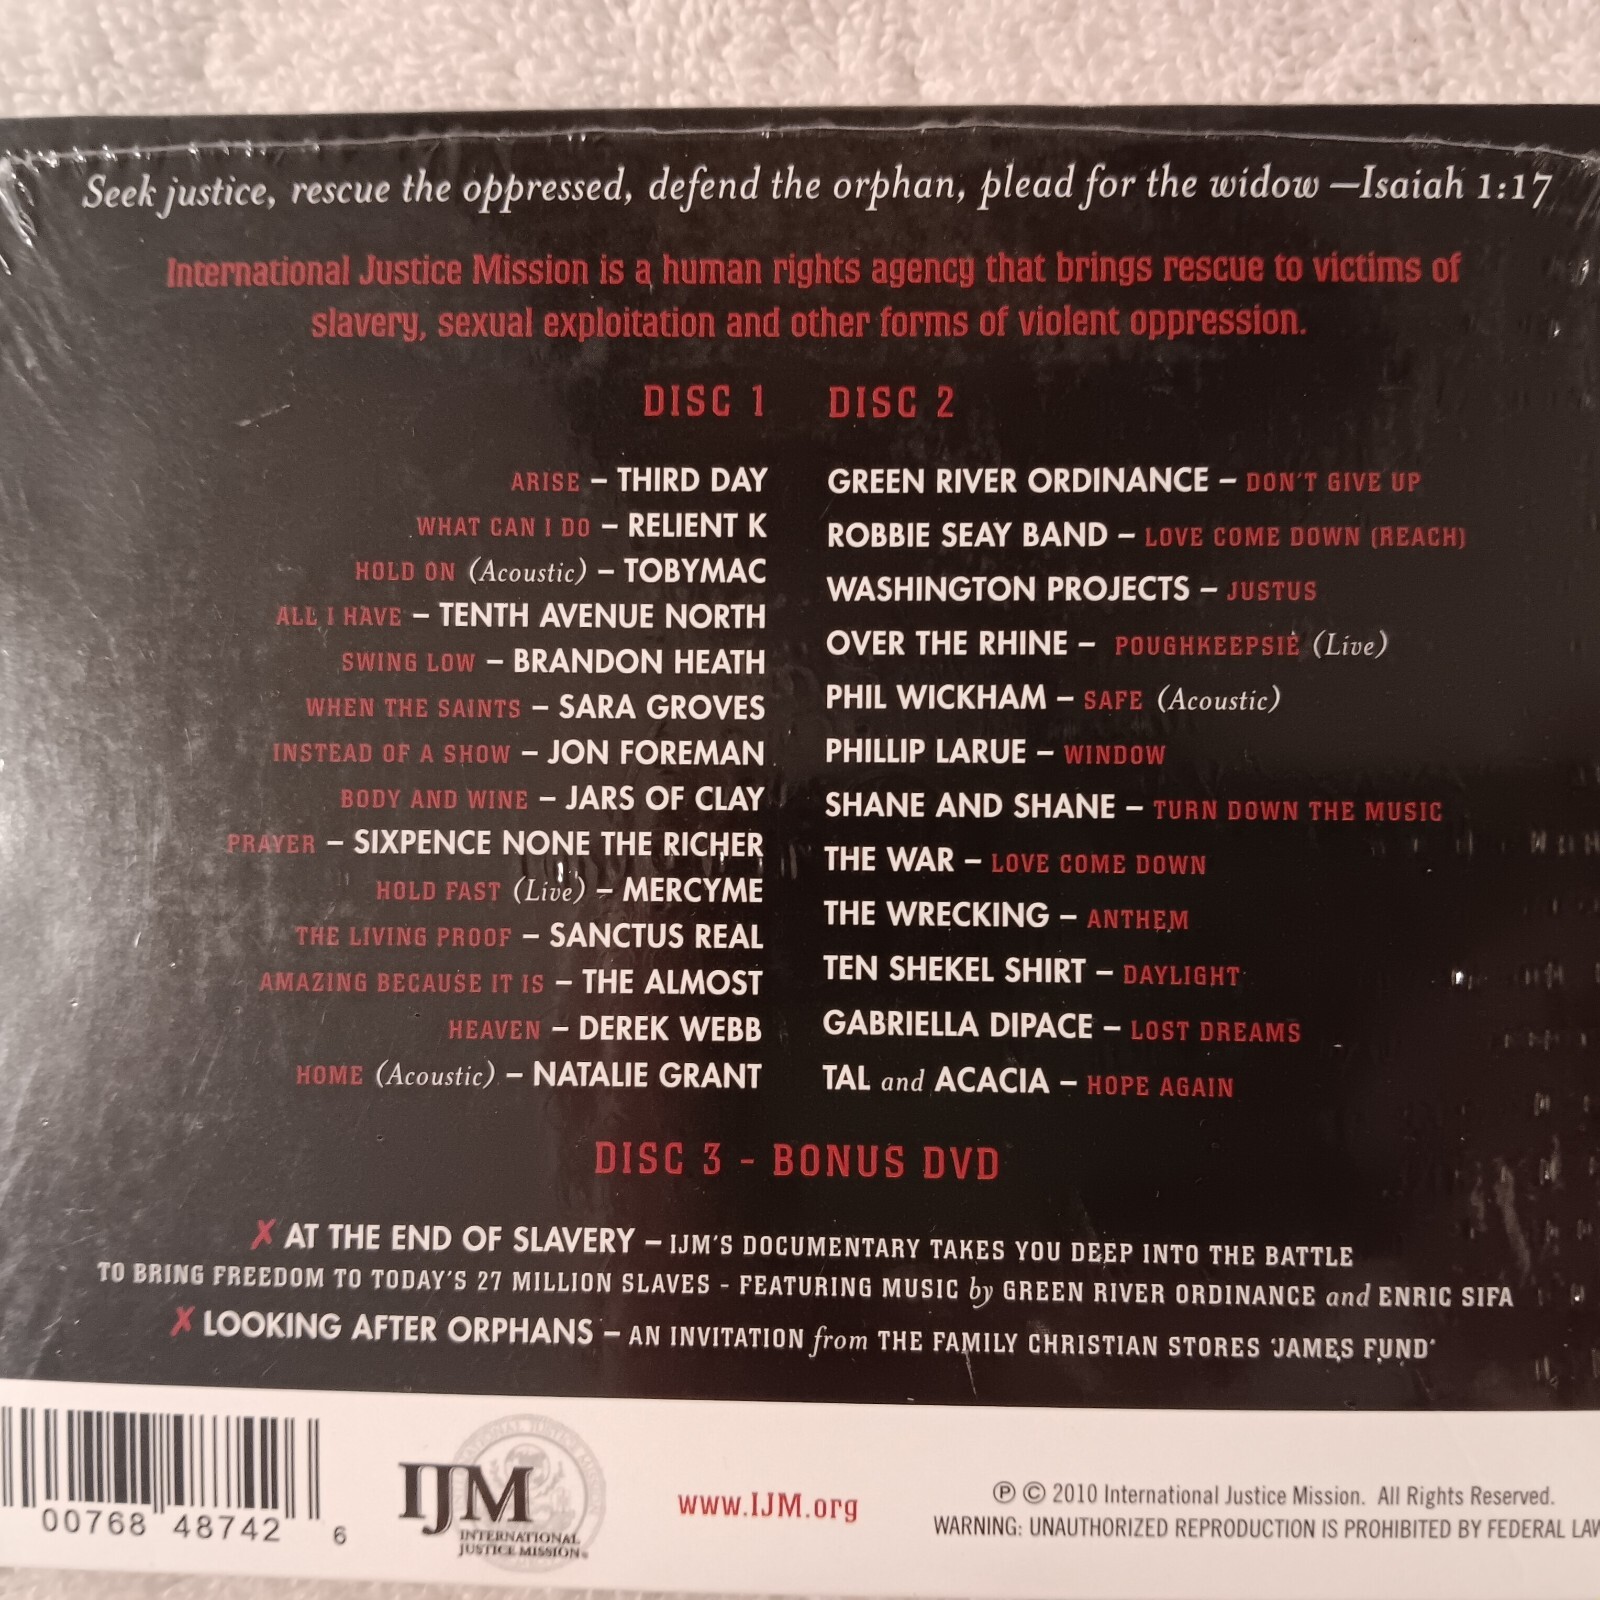 Seek justice, rescue the oppressed, defend the orphan, plead for the widow —Isaiah 1:17
International Justice Mission is a human rights agency that brings rescue to victims of
slavery, sexual exploitation and other forms of violent oppression.
DISC 1
ARISE – THIRD DAY
WHAT CAN I DO – RELIENT K
HOLD ON (Acoustic) – TOBYMAC
ALL I HAVE – TENTH AVENUE NORTH
SWING LOW – BRANDON HEATH
WHEN THE SAINTS – SARA GROVES
INSTEAD OF A SHOW – JON FOREMAN
BODY AND WINE – JARS OF CLAY
PRAYER – SIXPENCE NONE THE RICHER
HOLD FAST (Live) – MERCYME
THE LIVING PROOF – SANCTUS REAL
AMAZING BECAUSE IT IS – THE ALMOST
HEAVEN – DEREK WEBB
HOME (Acoustic) – NATALIE GRANT
DISC 2
GREEN RIVER ORDINANCE – DON'T GIVE UP
ROBBIE SEAY BAND – LOVE COME DOWN (REACH)
WASHINGTON PROJECTS – JUSTUS
OVER THE RHINE – POUGHKEEPSIE (Live)
PHIL WICKHAM – SAFE (Acoustic)
PHILLIP LARUE – WINDOW
SHANE AND SHANE – TURN DOWN THE MUSIC
THE WAR – LOVE COME DOWN
THE WRECKING – ANTHEM
TEN SHEKEL SHIRT – DAYLIGHT
GABRIELLA DIPACE – LOST DREAMS
TAL and ACACIA – HOPE AGAIN
DISC 3 - BONUS DVD
✗ AT THE END OF SLAVERY – IJM'S DOCUMENTARY TAKES YOU DEEP INTO THE BATTLE
TO BRING FREEDOM TO TODAY'S 27 MILLION SLAVES - FEATURING MUSIC by GREEN RIVER ORDINANCE and ENRIC SIFA
✗ LOOKING AFTER ORPHANS – AN INVITATION from THE FAMILY CHRISTIAN STORES 'JAMES FUND'
00768 48742 6
IJM
INTERNATIONAL
JUSTICE MISSION®
www.IJM.org
℗ © 2010 International Justice Mission. All Rights Reserved.
WARNING: UNAUTHORIZED REPRODUCTION IS PROHIBITED BY FEDERAL LAW